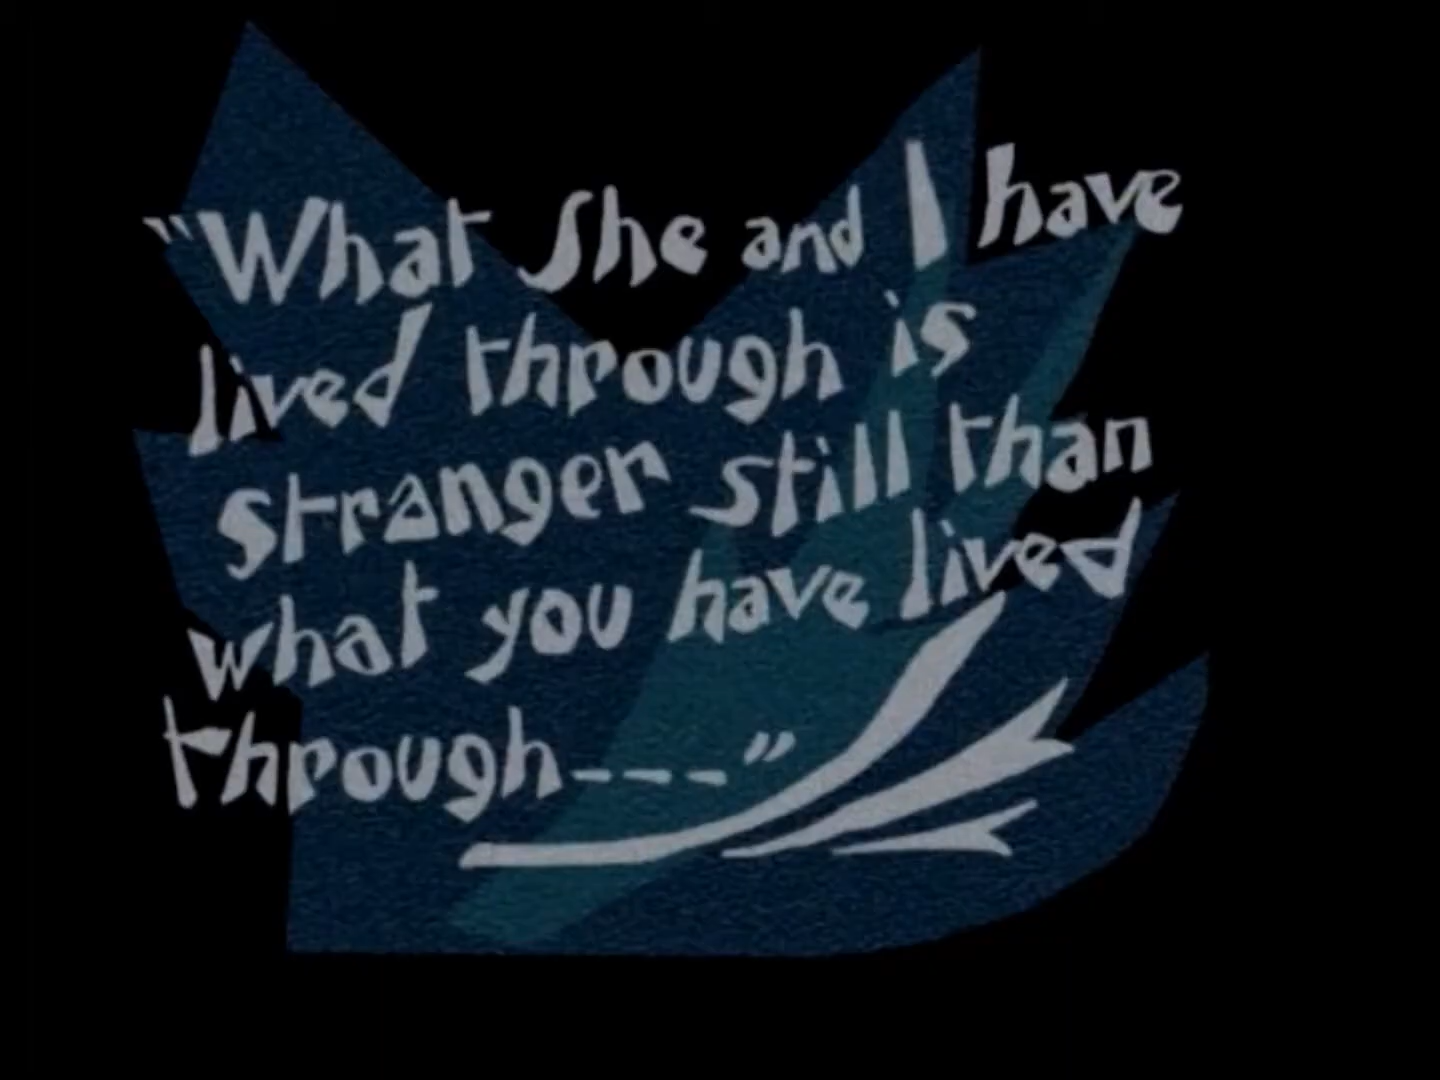 "What She and I have
lived through is
stranger still than
what you have lived
through----"